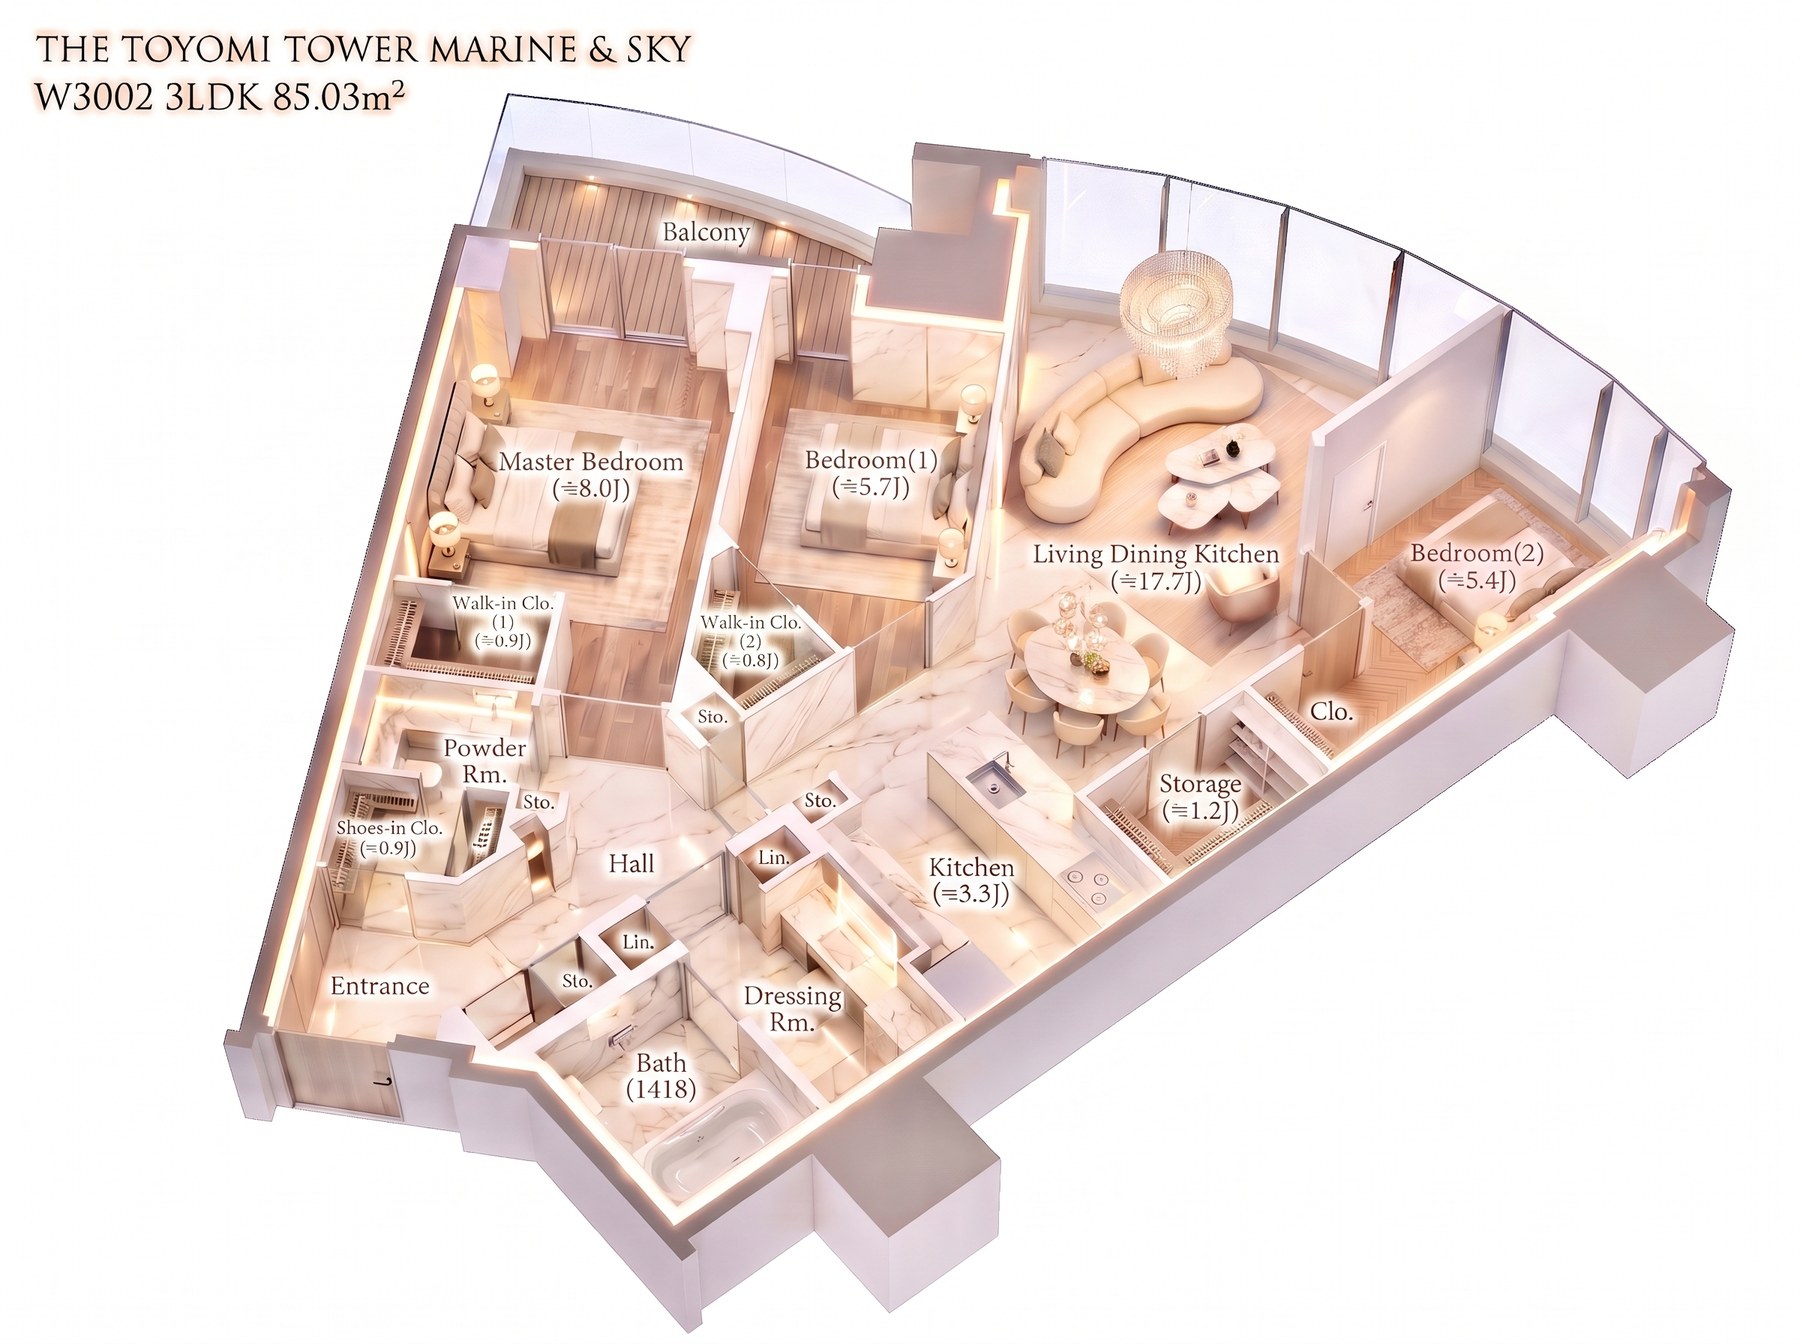 THE TOYOMI TOWER MARINE & SKY
W3002 3LDK 85.03m²
Balcony
Master Bedroom
(≒8.0J)
Bedroom(1)
(≒5.7J)
Living Dining Kitchen
(≒17.7J)
Bedroom(2)
(≒5.4J)
Walk-in Clo.
(1)
(≒0.9J)
Walk-in Clo.
(2)
(≒0.8J)
Sto.
Clo.
Powder
Rm.
Sto.
Storage
(≒1.2J)
Sto.
Shoes-in Clo.
(≒0.9J)
Hall
Lin.
Kitchen
(≒3.3J)
Lin.
Entrance
Sto.
Dressing
Rm.
Bath
(1418)